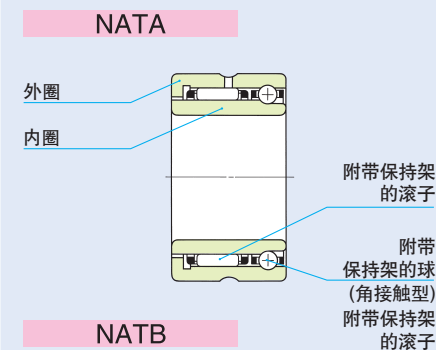 NATA
外圈
内圈
附带保持架
的滚子
附带
保持架的球
(角接触型)
附带保持架
的滚子
NATB